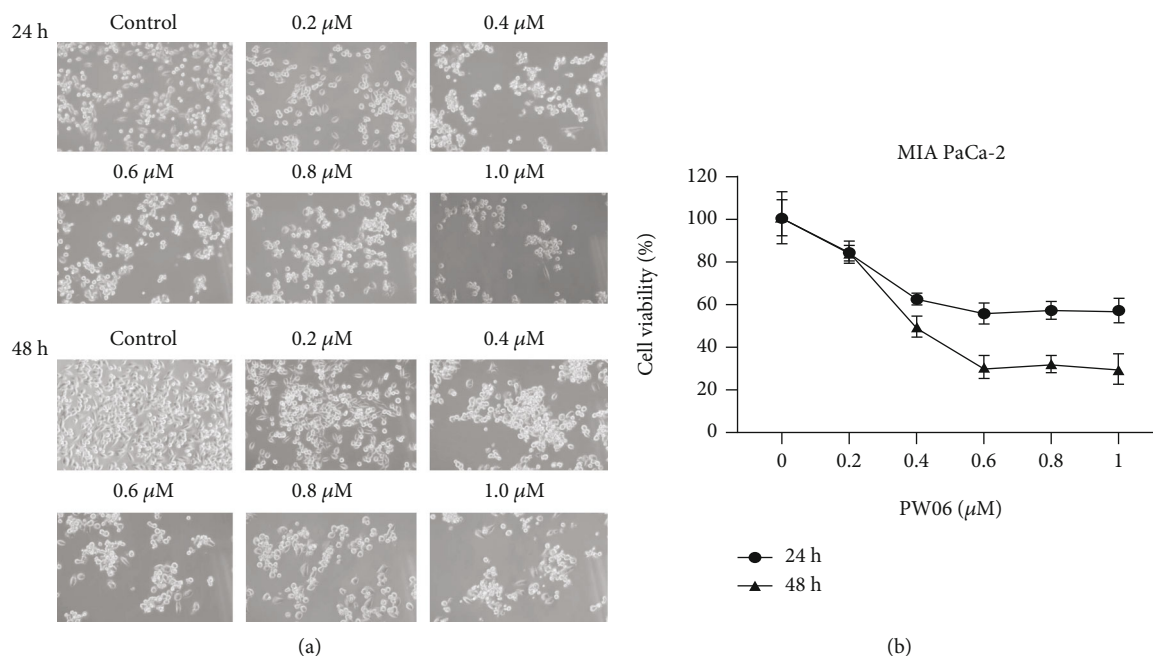 24 h
Control
0.2 μM
0.4 μM
0.6 μM
0.8 μM
1.0 μM
48 h
Control
0.2 μM
0.4 μM
0.6 μM
0.8 μM
1.0 μM
(a)
MIA PaCa-2
Cell viability (%)
120
100
80
60
40
20
0
0 0.2 0.4 0.6 0.8 1
PW06 (μM)
24 h
48 h
(b)